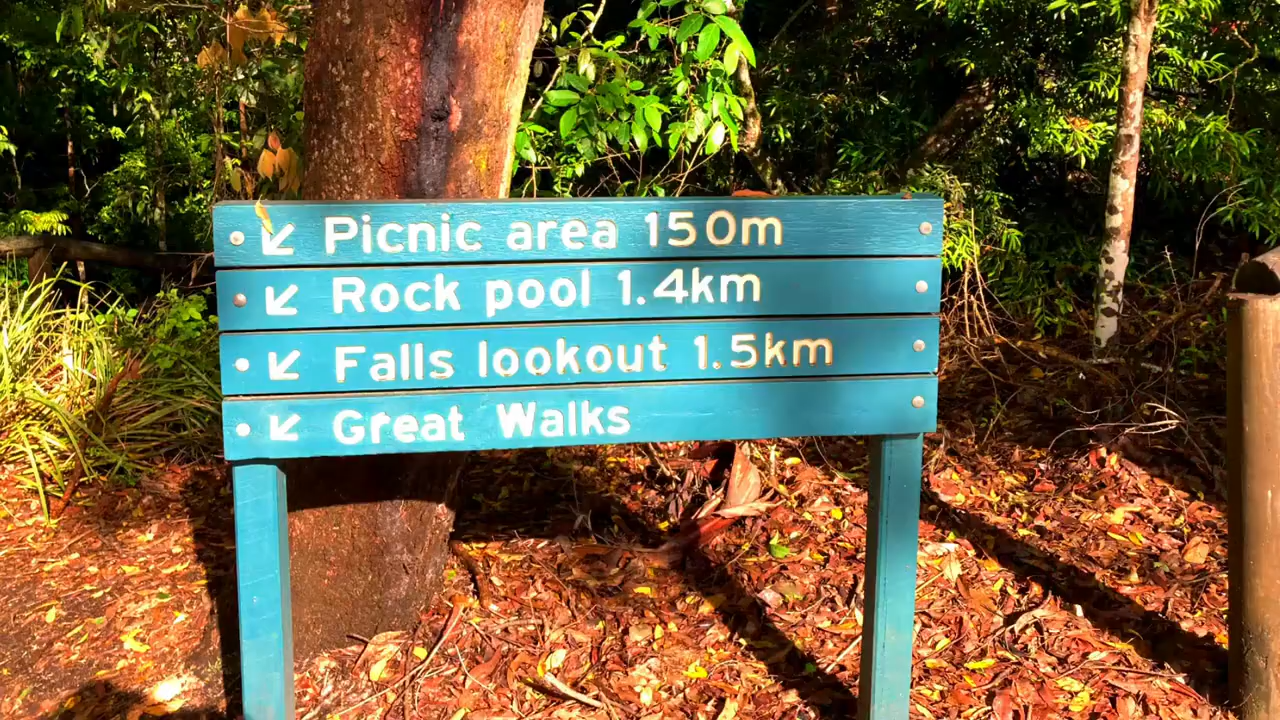 ↙ Picnic area 150m
↙ Rock pool 1.4km
↙ Falls lookout 1.5km
↙ Great Walks